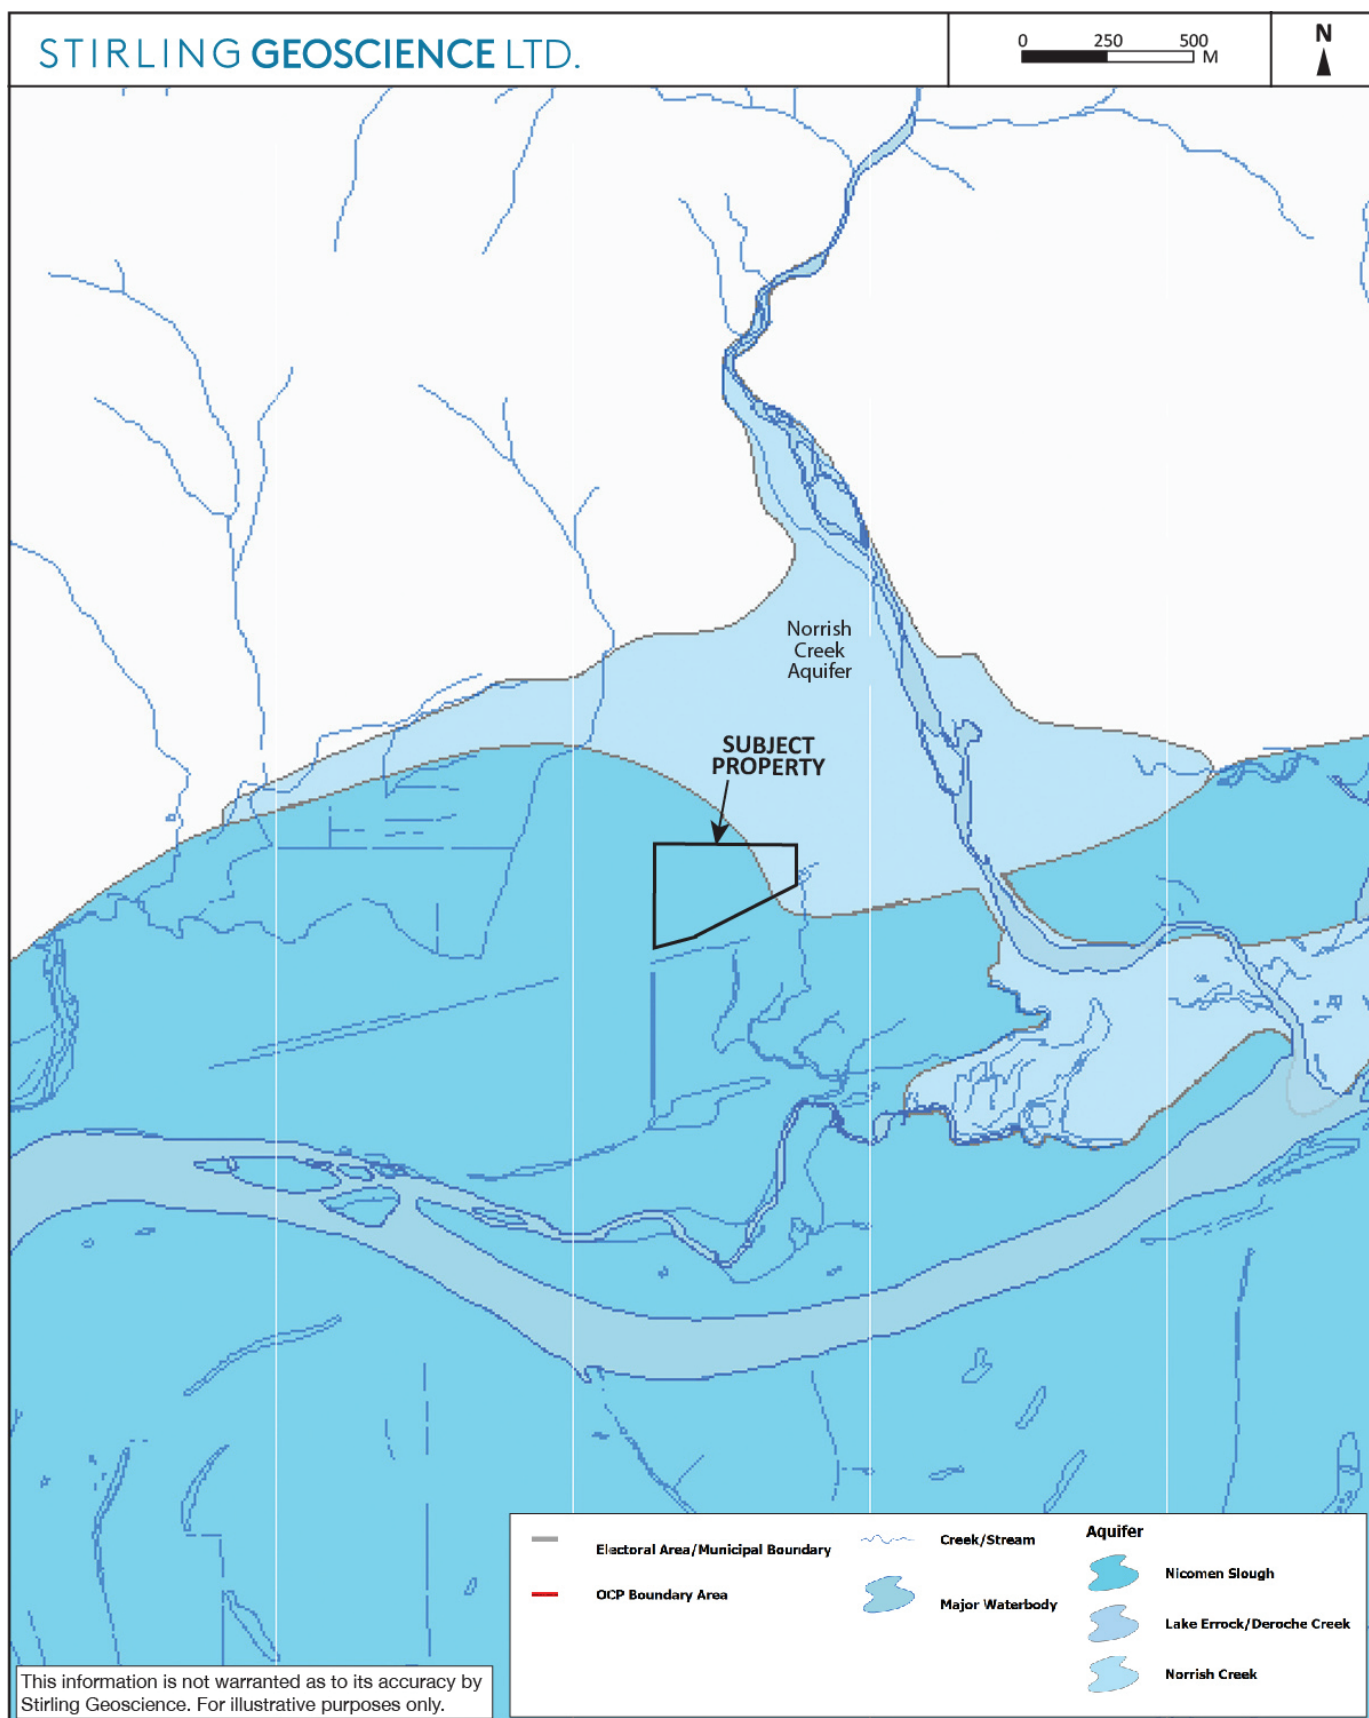 STIRLING GEOSCIENCE LTD.
0 250 500
M
N
Norrish
Creek
Aquifer
SUBJECT
PROPERTY
Electoral Area/Municipal Boundary
OCP Boundary Area
Creek/Stream
Major Waterbody
Aquifer
Nicomen Slough
Lake Errock/Deroche Creek
Norrish Creek
This information is not warranted as to its accuracy by
Stirling Geoscience. For illustrative purposes only.